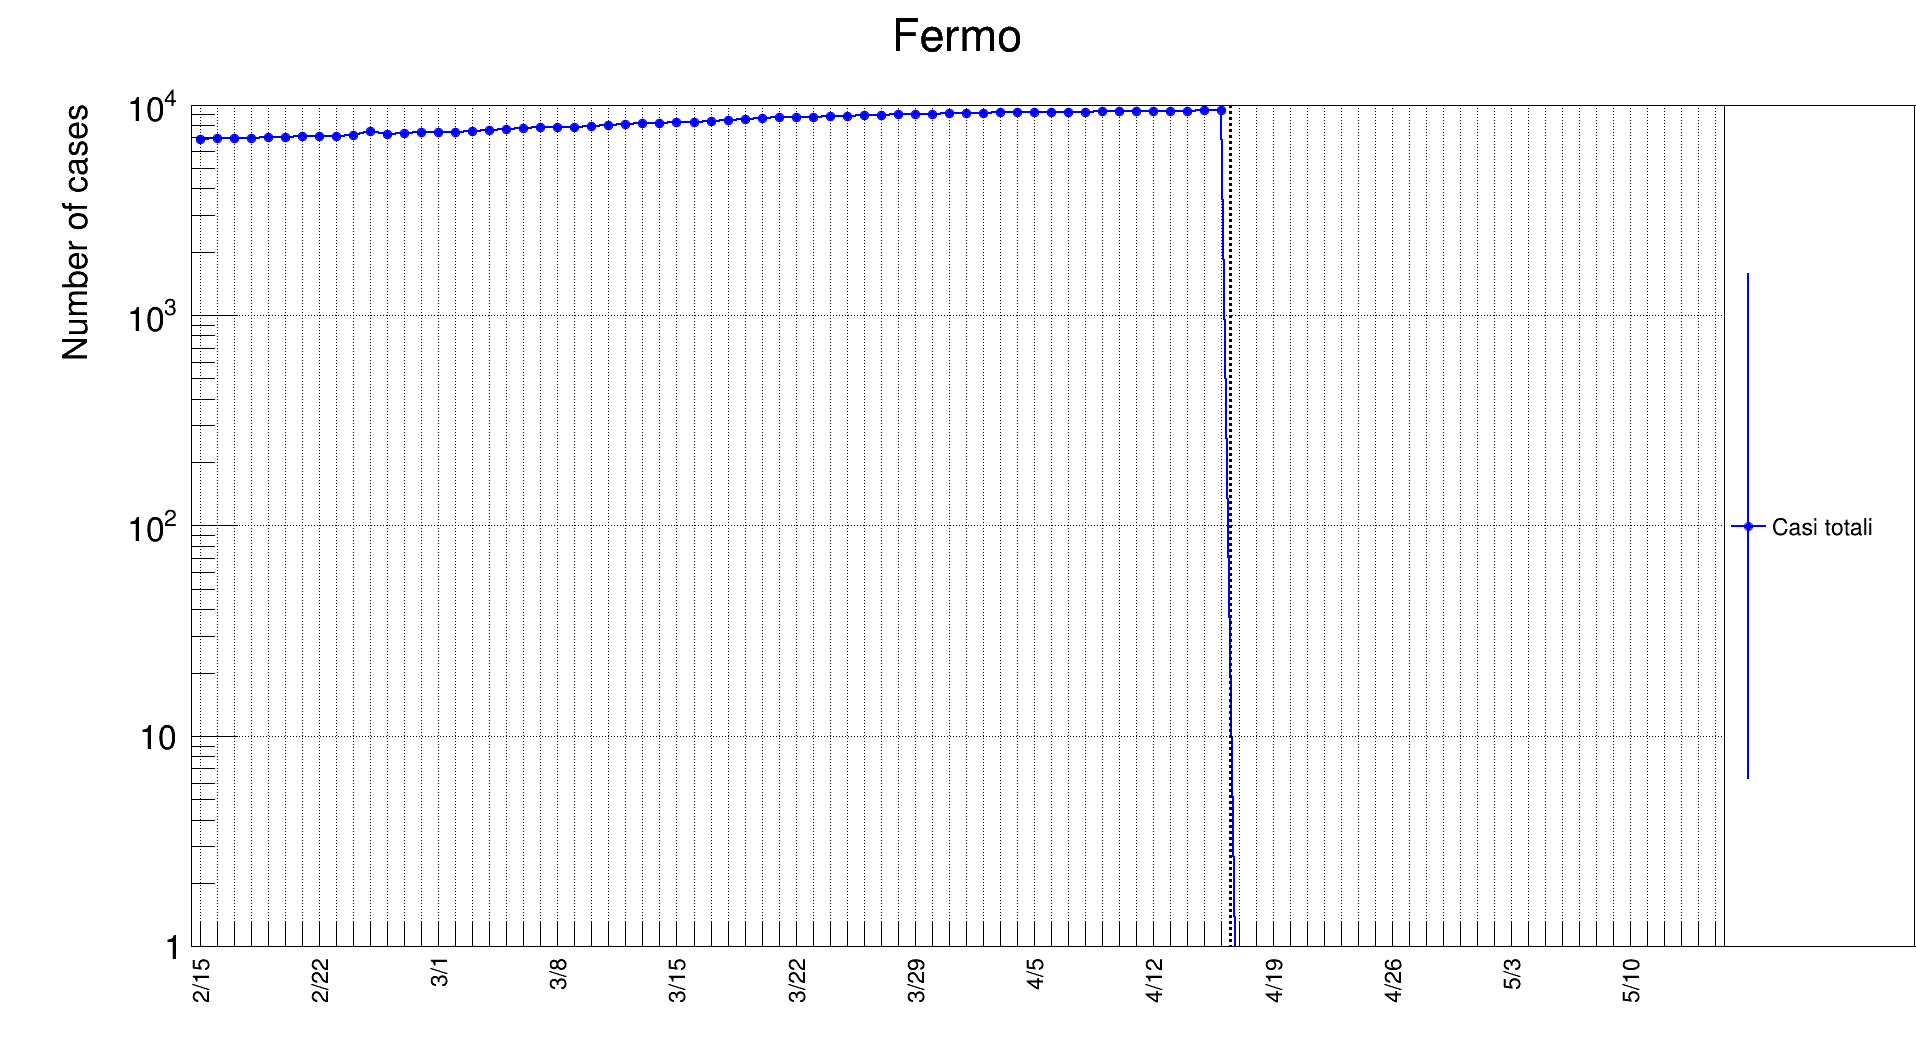 Fermo
Number of cases
10^4
10^3
10^2
10
1
2/15 2/22 3/1 3/8 3/15 3/22 3/29 4/5 4/12 4/19 4/26 5/3 5/10
Casi totali